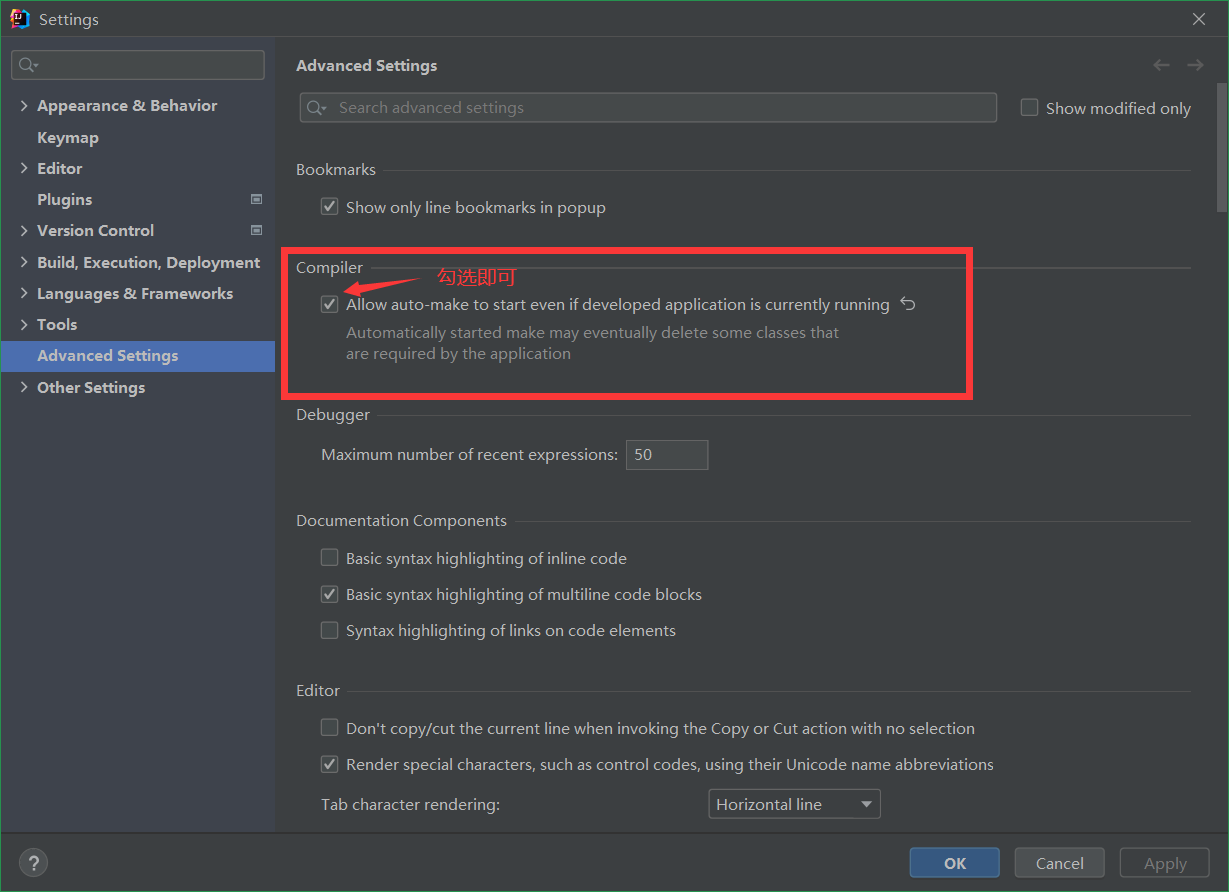 Settings
Advanced Settings
Search advanced settings
Show modified only
Appearance & Behavior
Keymap
Editor
Plugins
Version Control
Build, Execution, Deployment
Languages & Frameworks
Tools
Advanced Settings
Other Settings
Bookmarks
Show only line bookmarks in popup
Compiler
勾选即可
Allow auto-make to start even if developed application is currently running
Automatically started make may eventually delete some classes that
are required by the application
Debugger
Maximum number of recent expressions:
50
Documentation Components
Basic syntax highlighting of inline code
Basic syntax highlighting of multiline code blocks
Syntax highlighting of links on code elements
Editor
Don't copy/cut the current line when invoking the Copy or Cut action with no selection
Render special characters, such as control codes, using their Unicode name abbreviations
Tab character rendering:
Horizontal line
?
OK
Cancel
Apply